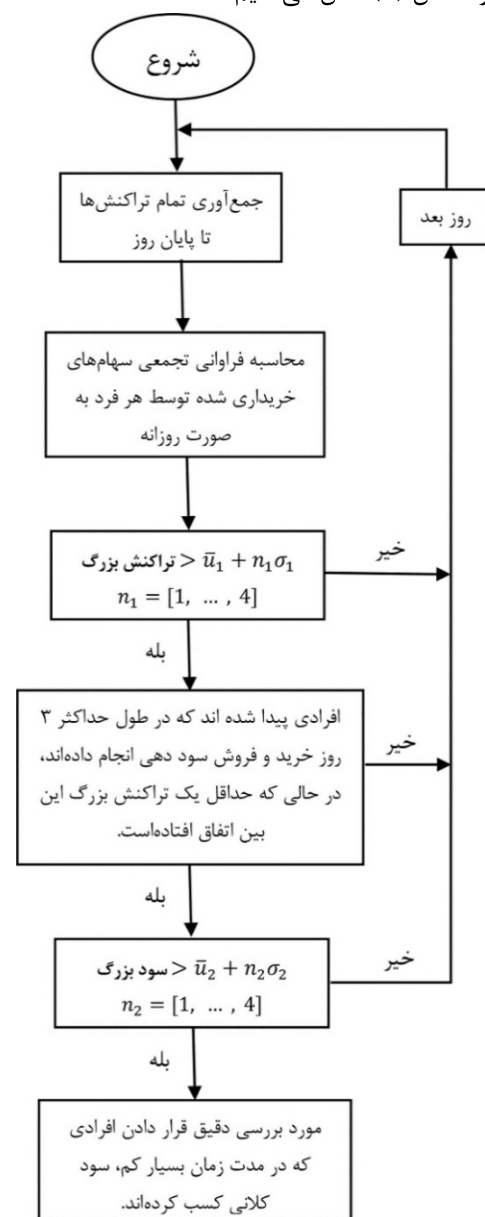 شروع
جمع‌آوری تمام تراکنش‌ها
تا پایان روز
روز بعد
محاسبه فراوانی تجمعی سهام‌های
خریداری شده توسط هر فرد به
صورت روزانه
تراکنش بزرگ > u̅₁ + n₁σ₁
n₁ = [1, … , 4]
خیر
بله
افرادی پیدا شده اند که در طول حداکثر ۳
روز خرید و فروش سود دهی انجام داده‌اند،
در حالی که حداقل یک تراکنش بزرگ این
بین اتفاق افتاده‌است.
خیر
بله
سود بزرگ > u̅₂ + n₂σ₂
n₂ = [1, … , 4]
خیر
بله
مورد بررسی دقیق قرار دادن افرادی
که در مدت زمان بسیار کم، سود
کلانی کسب کرده‌اند.